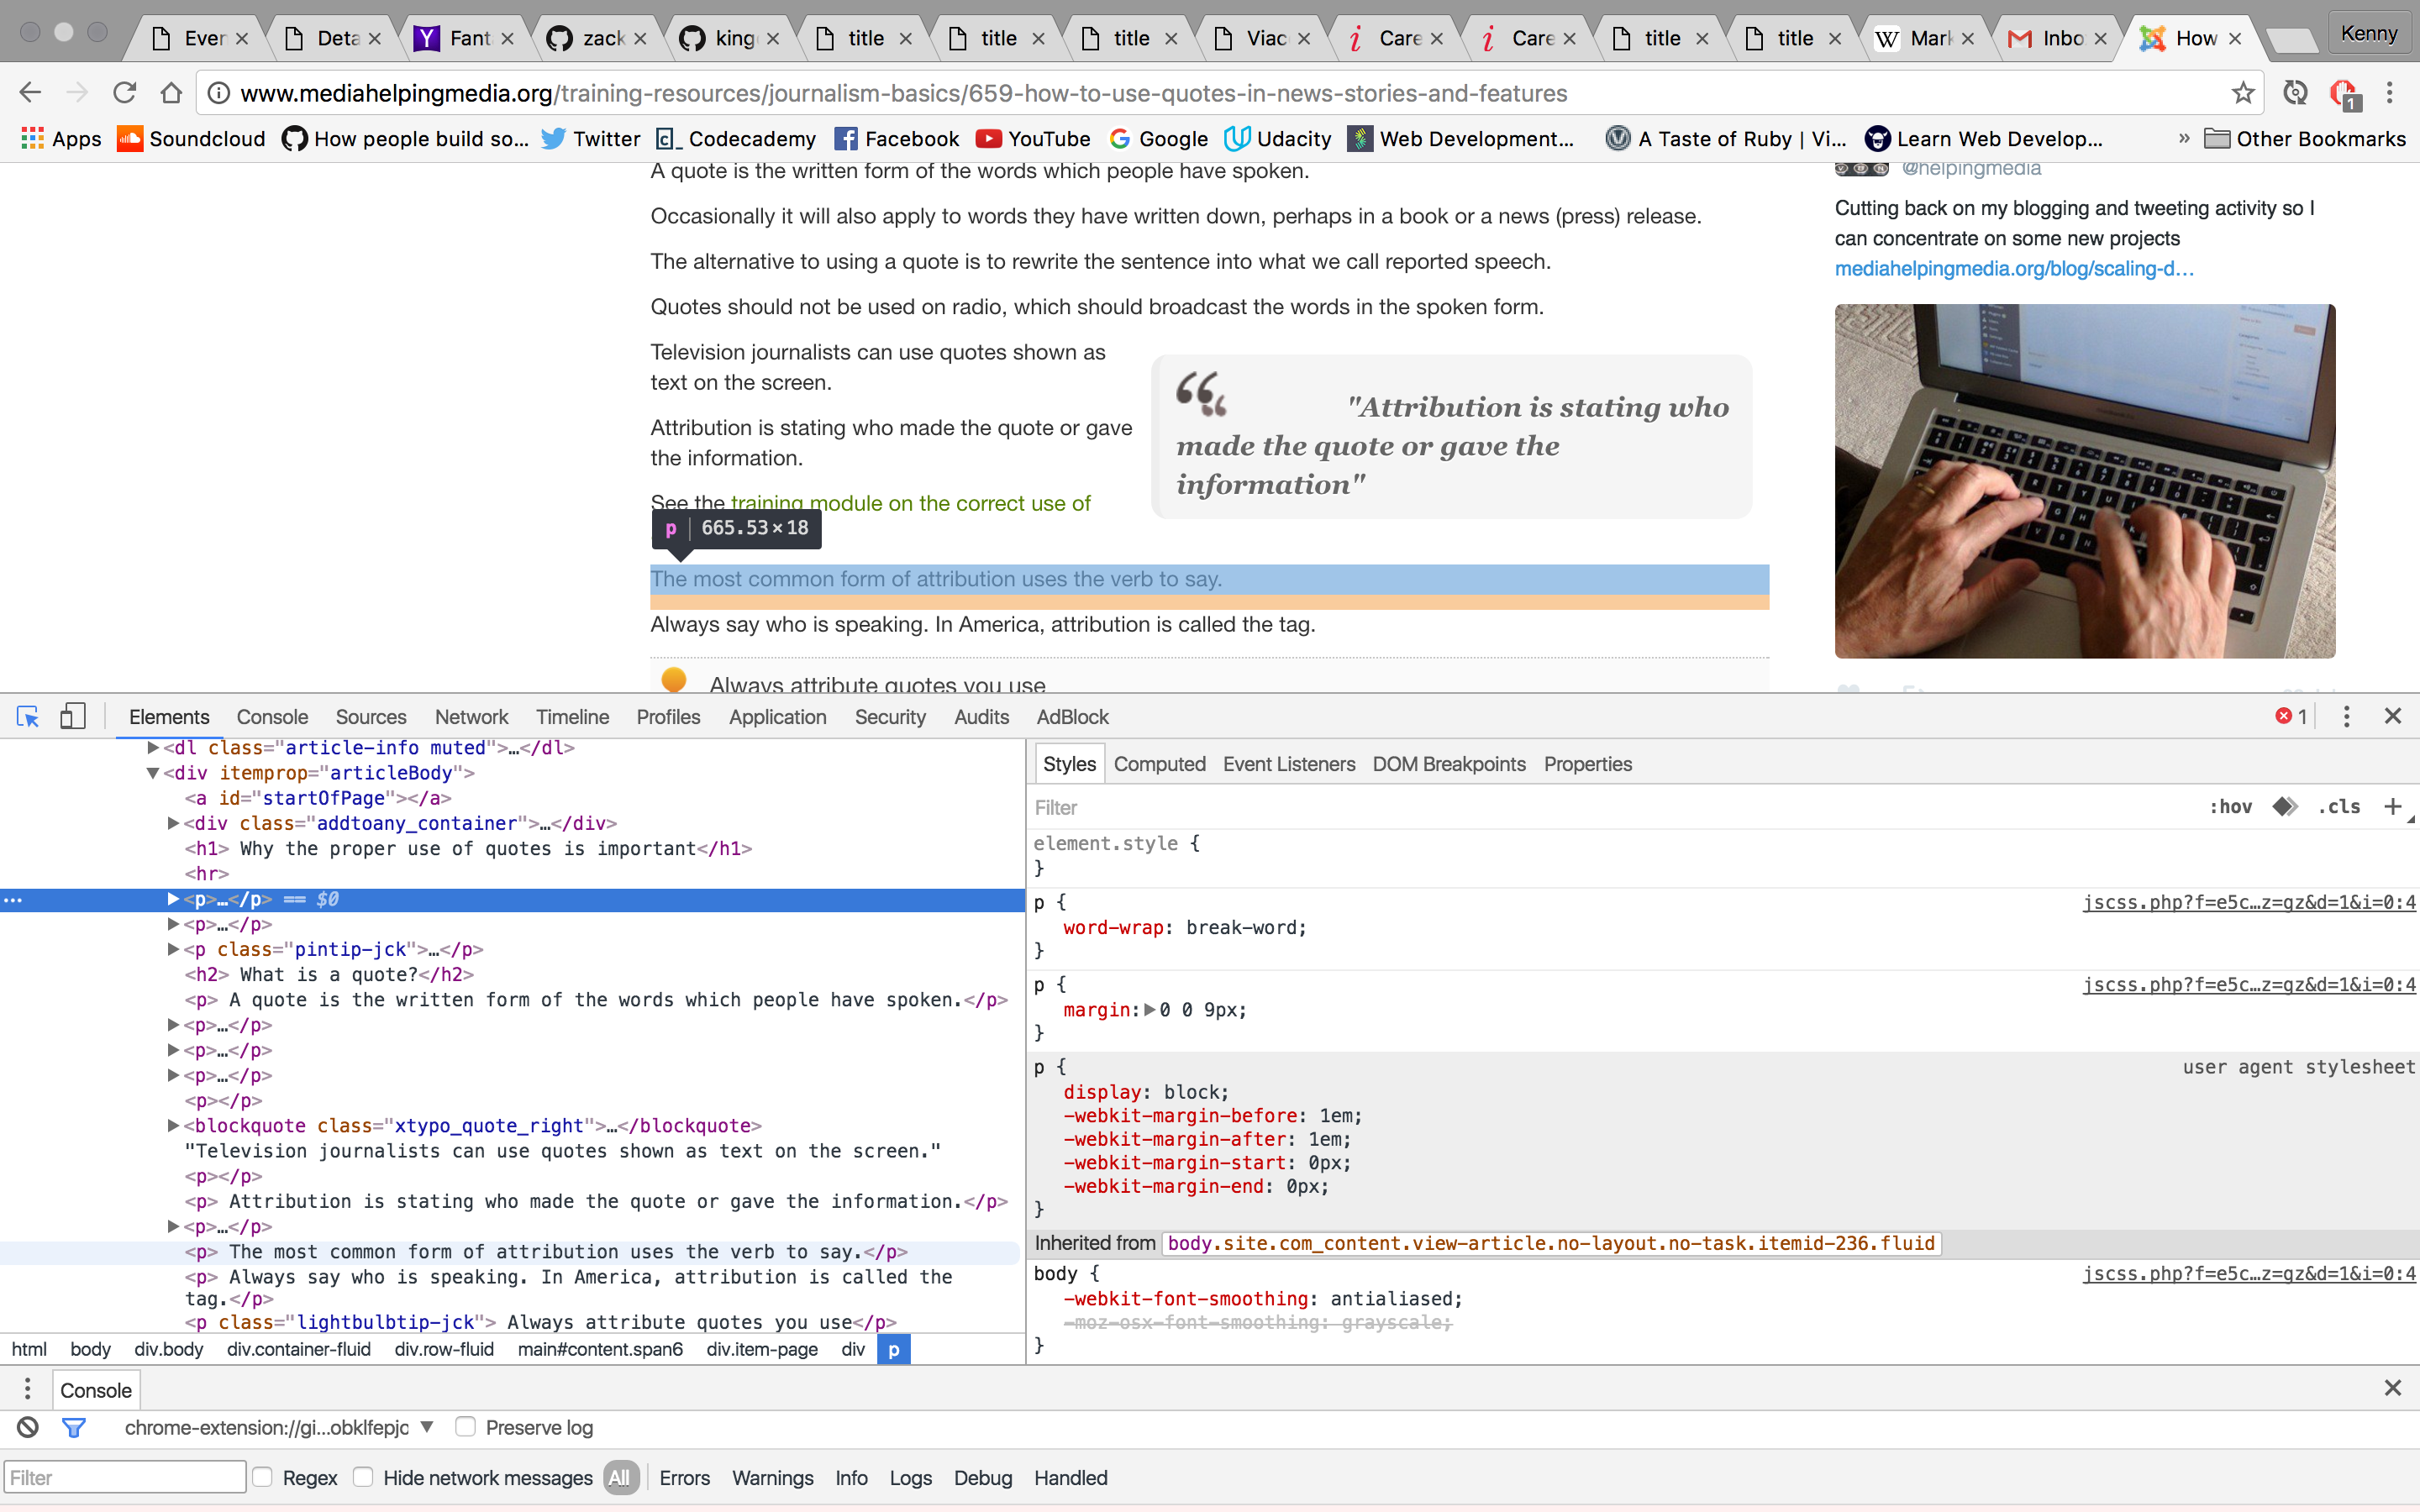 Ever
Deta
Fant
zack
king
title
title
title
Viac
Care
Care
title
title
Mark
Inbo
How
Kenny
www.mediahelpingmedia.org/training-resources/journalism-basics/659-how-to-use-quotes-in-news-stories-and-features
1
Apps Soundcloud How people build so... Twitter Codecademy Facebook YouTube Google Udacity Web Development... A Taste of Ruby | Vi... Learn Web Develop... » Other Bookmarks
A quote is the written form of the words which people have spoken.
Occasionally it will also apply to words they have written down, perhaps in a book or a news (press) release.
The alternative to using a quote is to rewrite the sentence into what we call reported speech.
Quotes should not be used on radio, which should broadcast the words in the spoken form.
Television journalists can use quotes shown as
text on the screen.
Attribution is stating who made the quote or gave
the information.
See the training module on the correct use of
"Attribution is stating who
made the quote or gave the
information"
p 665.53 × 18
The most common form of attribution uses the verb to say.
Always say who is speaking. In America, attribution is called the tag.
Always attribute quotes you use
@helpingmedia
Cutting back on my blogging and tweeting activity so I
can concentrate on some new projects
mediahelpingmedia.org/blog/scaling-d…
Elements Console Sources Network Timeline Profiles Application Security Audits AdBlock
1
<dl class="article-info muted">…</dl>
<div itemprop="articleBody">
<a id="startOfPage"></a>
<div class="addtoany_container">…</div>
<h1> Why the proper use of quotes is important</h1>
<hr>
<p>…</p> == $0
<p>…</p>
<p class="pintip-jck">…</p>
<h2> What is a quote?</h2>
<p> A quote is the written form of the words which people have spoken.</p>
<p>…</p>
<p>…</p>
<p>…</p>
<p></p>
<blockquote class="xtypo_quote_right">…</blockquote>
"Television journalists can use quotes shown as text on the screen."
<p></p>
<p> Attribution is stating who made the quote or gave the information.</p>
<p>…</p>
<p> The most common form of attribution uses the verb to say.</p>
<p> Always say who is speaking. In America, attribution is called the
tag.</p>
<p class="lightbulbtip-jck"> Always attribute quotes you use</p>
html body div.body div.container-fluid div.row-fluid main#content.span6 div.item-page div p
Styles Computed Event Listeners DOM Breakpoints Properties
Filter :hov .cls +
element.style {
}
p { jscss.php?f=e5c…z=gz&d=1&i=0:4
word-wrap: break-word;
}
p { jscss.php?f=e5c…z=gz&d=1&i=0:4
margin: 0 0 9px;
}
p { user agent stylesheet
display: block;
-webkit-margin-before: 1em;
-webkit-margin-after: 1em;
-webkit-margin-start: 0px;
-webkit-margin-end: 0px;
}
Inherited from body.site.com_content.view-article.no-layout.no-task.itemid-236.fluid
body { jscss.php?f=e5c…z=gz&d=1&i=0:4
-webkit-font-smoothing: antialiased;
-moz-osx-font-smoothing: grayscale;
}
Console
chrome-extension://gi…obklfepjc Preserve log
Filter Regex Hide network messages All Errors Warnings Info Logs Debug Handled